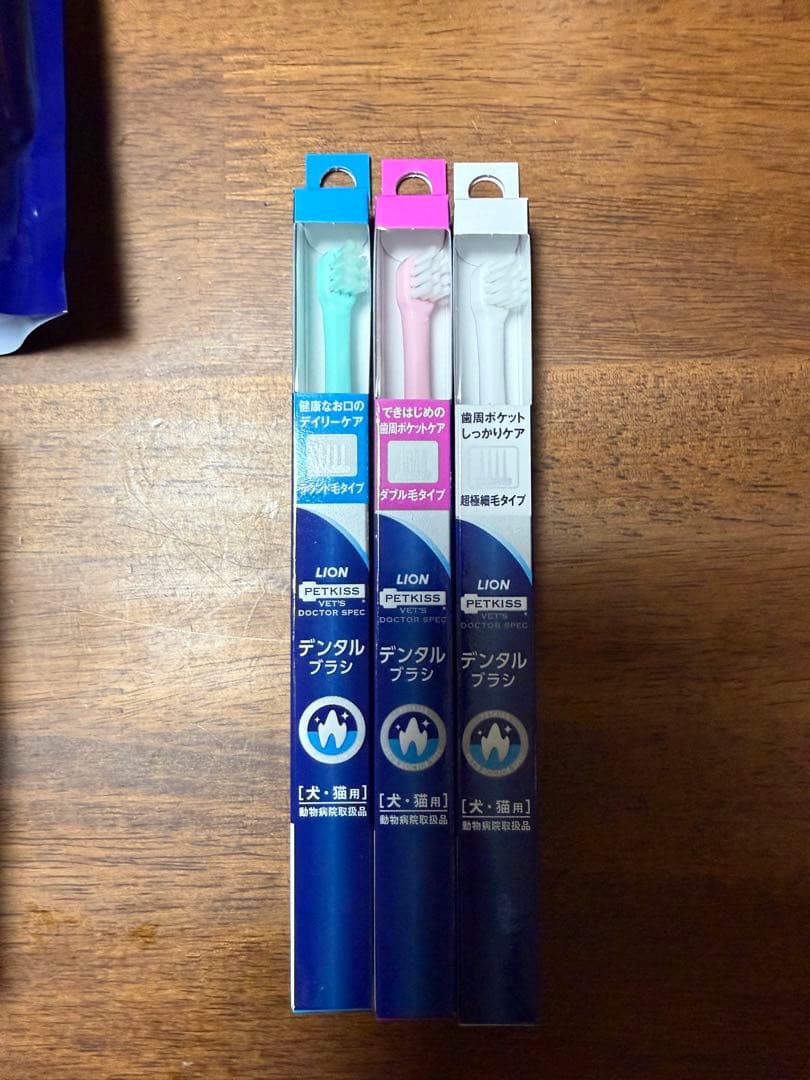 健康なお口の
デイリーケア
ラウンド毛タイプ
LION
PETKISS
VET'S
DOCTOR SPEC
デンタル
ブラシ
[犬・猫用]
動物病院取扱品
できはじめの
歯周ポケットケア
ダブル毛タイプ
LION
PETKISS
VET'S
DOCTOR SPEC
デンタル
ブラシ
[犬・猫用]
動物病院取扱品
歯周ポケット
しっかりケア
超極細毛タイプ
LION
PETKISS
VET'S
DOCTOR SPEC
デンタル
ブラシ
[犬・猫用]
動物病院取扱品